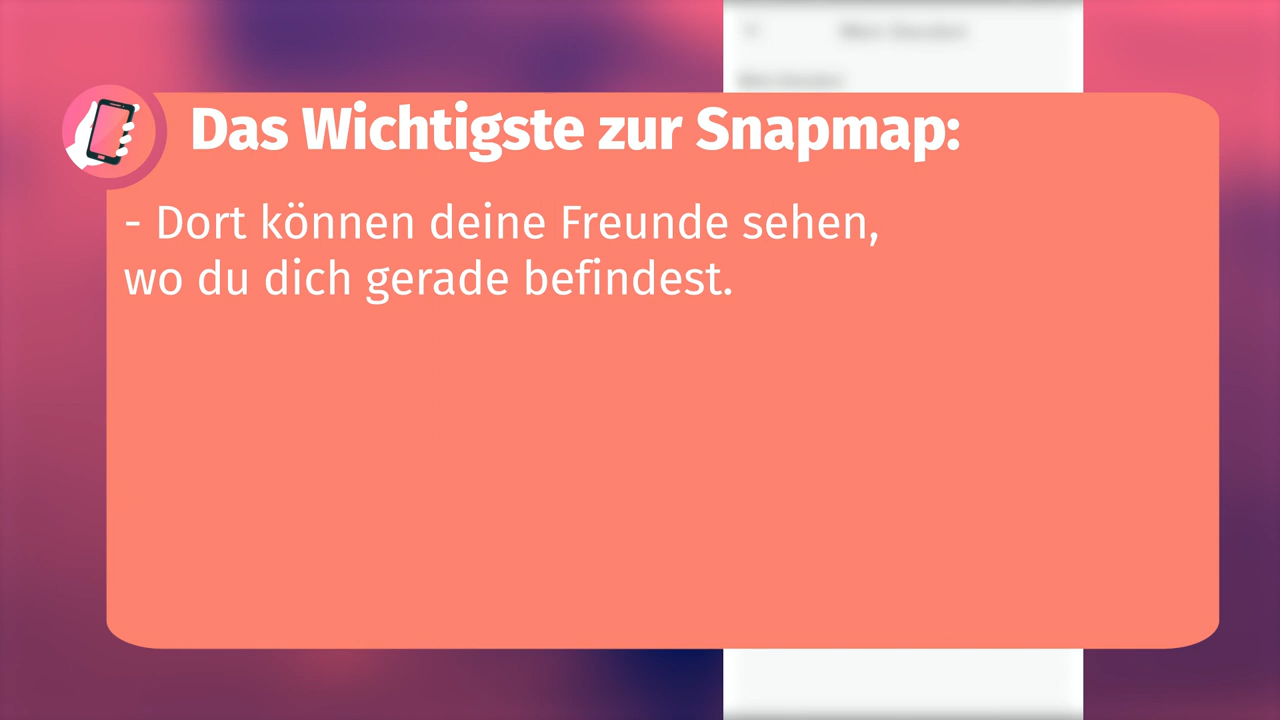 Das Wichtigste zur Snapmap:
- Dort können deine Freunde sehen,
wo du dich gerade befindest.